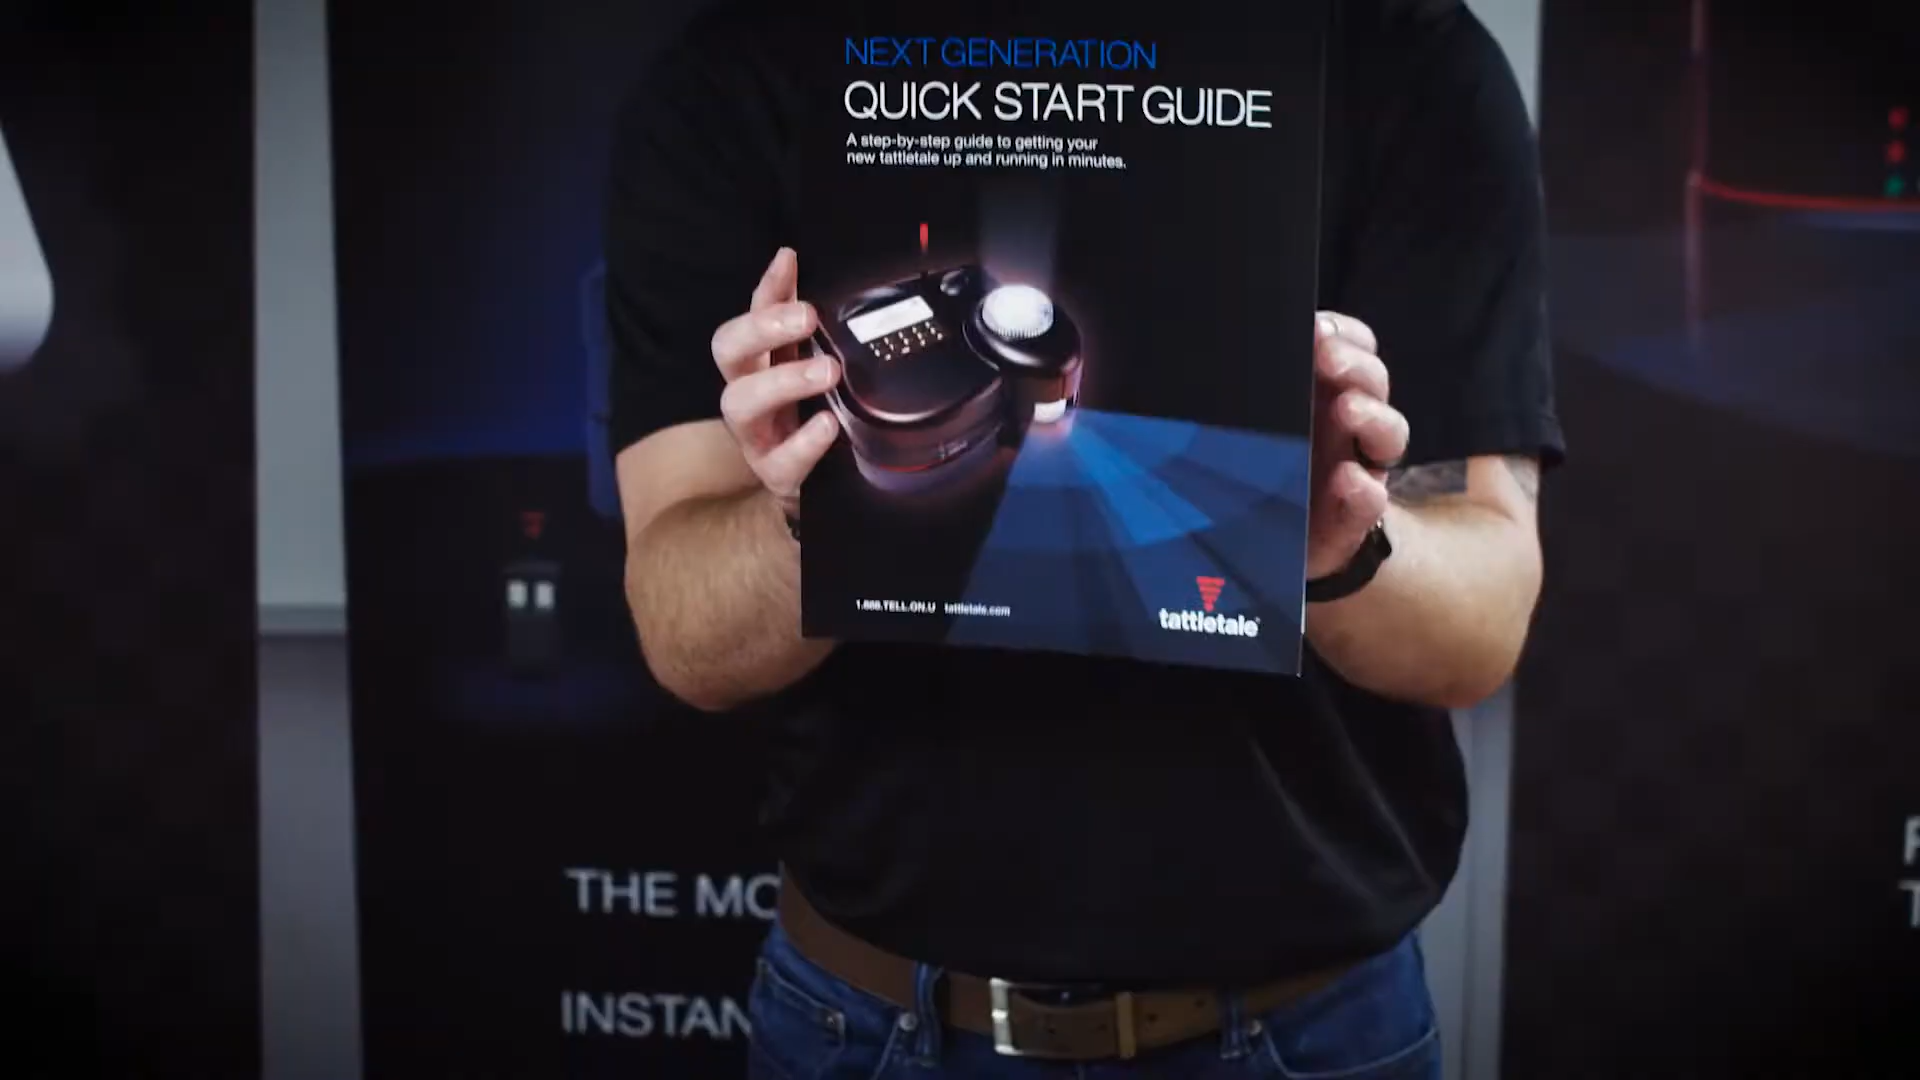 NEXT GENERATION
QUICK START GUIDE
A step-by-step guide to getting your
new tattletale up and running in minutes.
1.888.TELL.ON.U tattletale.com
tattletale
THE MO
INSTAN